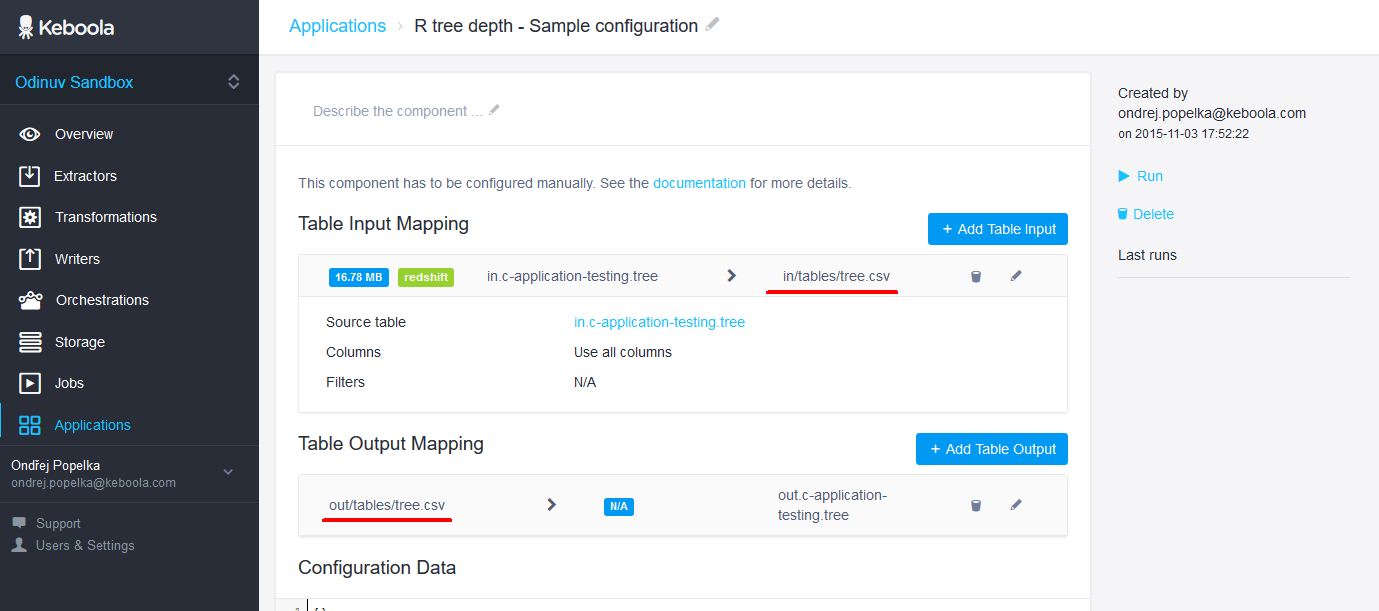 Keboola
Applications › R tree depth - Sample configuration
Odinuv Sandbox
Overview
Extractors
Transformations
Writers
Orchestrations
Storage
Jobs
Applications
Ondřej Popelka
ondrej.popelka@keboola.com
Support
Users & Settings
Describe the component ...
This component has to be configured manually. See the documentation for more details.
Table Input Mapping
+ Add Table Input
16.78 MB redshift in.c-application-testing.tree in/tables/tree.csv
Source table in.c-application-testing.tree
Columns Use all columns
Filters N/A
Table Output Mapping
+ Add Table Output
out/tables/tree.csv N/A out.c-application-
testing.tree
Configuration Data
1 {}
Created by
ondrej.popelka@keboola.com
on 2015-11-03 17:52:22
Run
Delete
Last runs